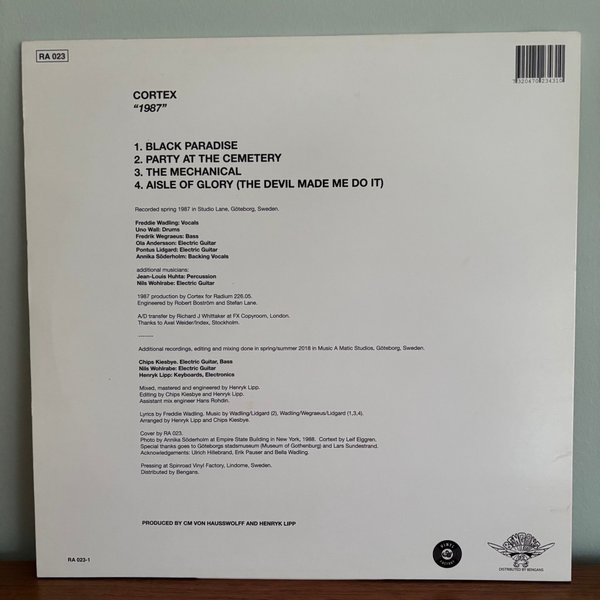 RA 023
7320470234310
CORTEX
“1987”
1. BLACK PARADISE
2. PARTY AT THE CEMETERY
3. THE MECHANICAL
4. AISLE OF GLORY (THE DEVIL MADE ME DO IT)
Recorded spring 1987 in Studio Lane, Göteborg, Sweden.
Freddie Wadling: Vocals
Uno Wall: Drums
Fredrik Wegraeus: Bass
Ola Andersson: Electric Guitar
Pontus Lidgard: Electric Guitar
Annika Söderholm: Backing Vocals
additional musicians:
Jean-Louis Huhta: Percussion
Nils Wohlrabe: Electric Guitar
1987 production by Cortex for Radium 226.05.
Engineered by Robert Boström and Stefan Lane.
A/D transfer by Richard J Whittaker at FX Copyroom, London.
Thanks to Axel Weider/Index, Stockholm.
--------
Additional recordings, editing and mixing done in spring/summer 2018 in Music A Matic Studios, Göteborg, Sweden.
Chips Kiesbye. Electric Guitar, Bass
Nils Wohlrabe: Electric Guitar
Henryk Lipp: Keyboards, Electronics
Mixed, mastered and engineered by Henryk Lipp.
Editing by Chips Kiesbye and Henryk Lipp.
Assistant mix engineer Hans Rohdin.
Lyrics by Freddie Wadling. Music by Wadling/Lidgard (2), Wadling/Wegraeus/Lidgard (1,3,4).
Arranged by Henryk Lipp and Chips Kiesbye.
Cover by RA 023.
Photo by Annika Söderholm at Empire State Building in New York, 1988. Cortext by Leif Elggren.
Special thanks goes to Göteborgs stadsmuseum (Museum of Gothenburg) and Lars Sundestrand.
Acknowledgements: Ulrich Hillebrand, Erik Pauser and Bella Wadling.
Pressing at Spinroad Vinyl Factory, Lindome, Sweden.
Distributed by Bengans.
PRODUCED BY CM VON HAUSSWOLFF AND HENRYK LIPP
RA 023-1
VINYL
FACTORY
DISTRIBUTED BY BENGANS